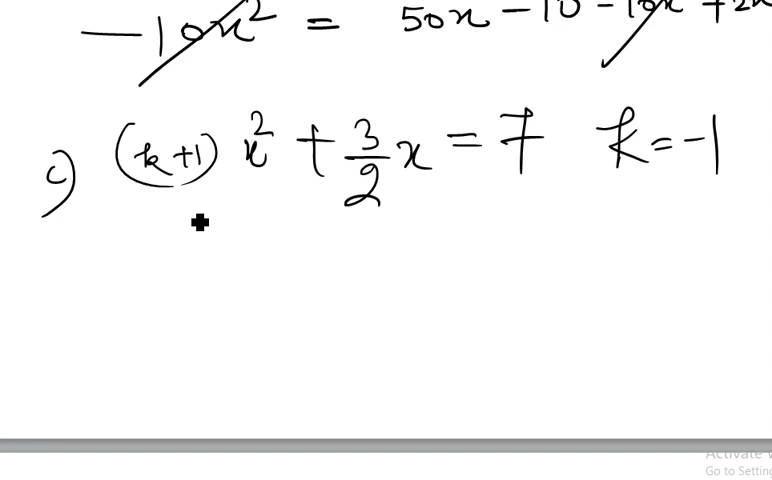 -10x² = 50x - 10 - 10x + 2x
c) (k+1) x² + 3/2 x = 7 k = -1
Activate
Go to Setting